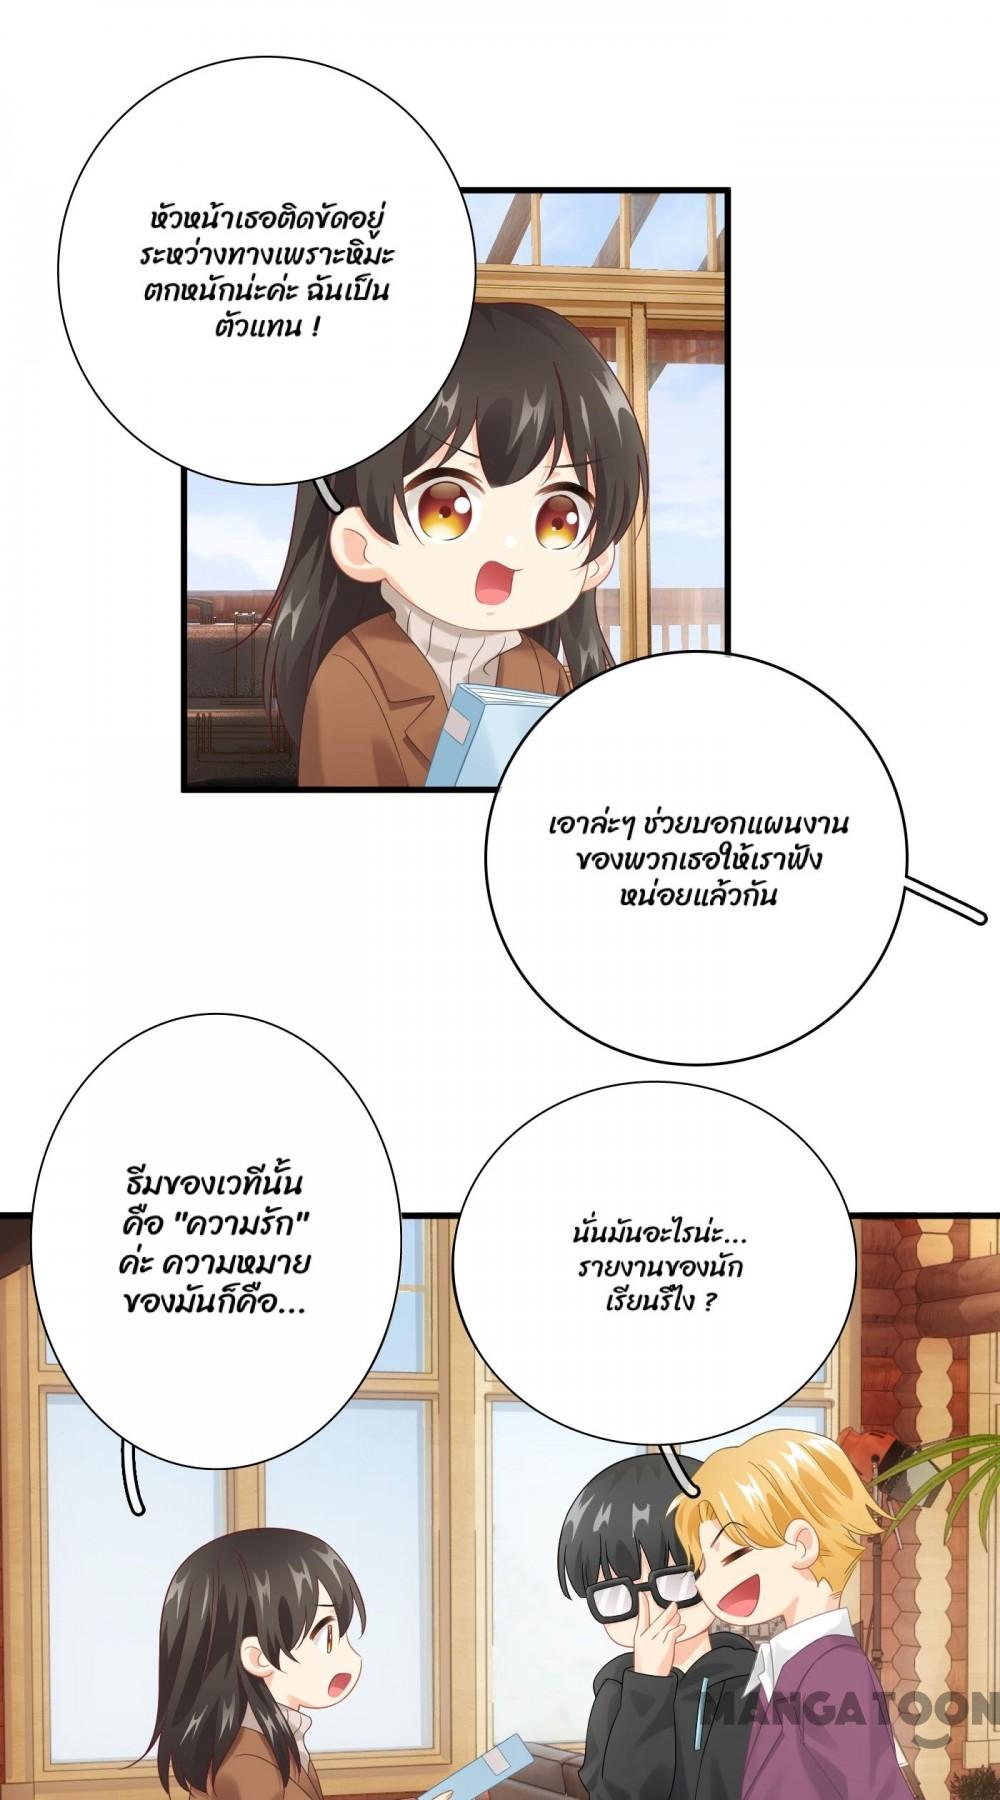 หัวหน้าเธอติดขัดอยู่
ระหว่างทางเพราะหิมะ
ตกหนักน่ะค่ะ ฉันเป็น
ตัวแทน !
เอาล่ะๆ ช่วยบอกแผนงาน
ของพวกเธอให้เราฟัง
หน่อยแล้วกัน
ธีมของเวทีนั้น
คือ "ความรัก"
ค่ะ ความหมาย
ของมันก็คือ...
นั่นมันอะไรน่ะ...
รายงานของนัก
เรียนรึไง ?
MANGATOON